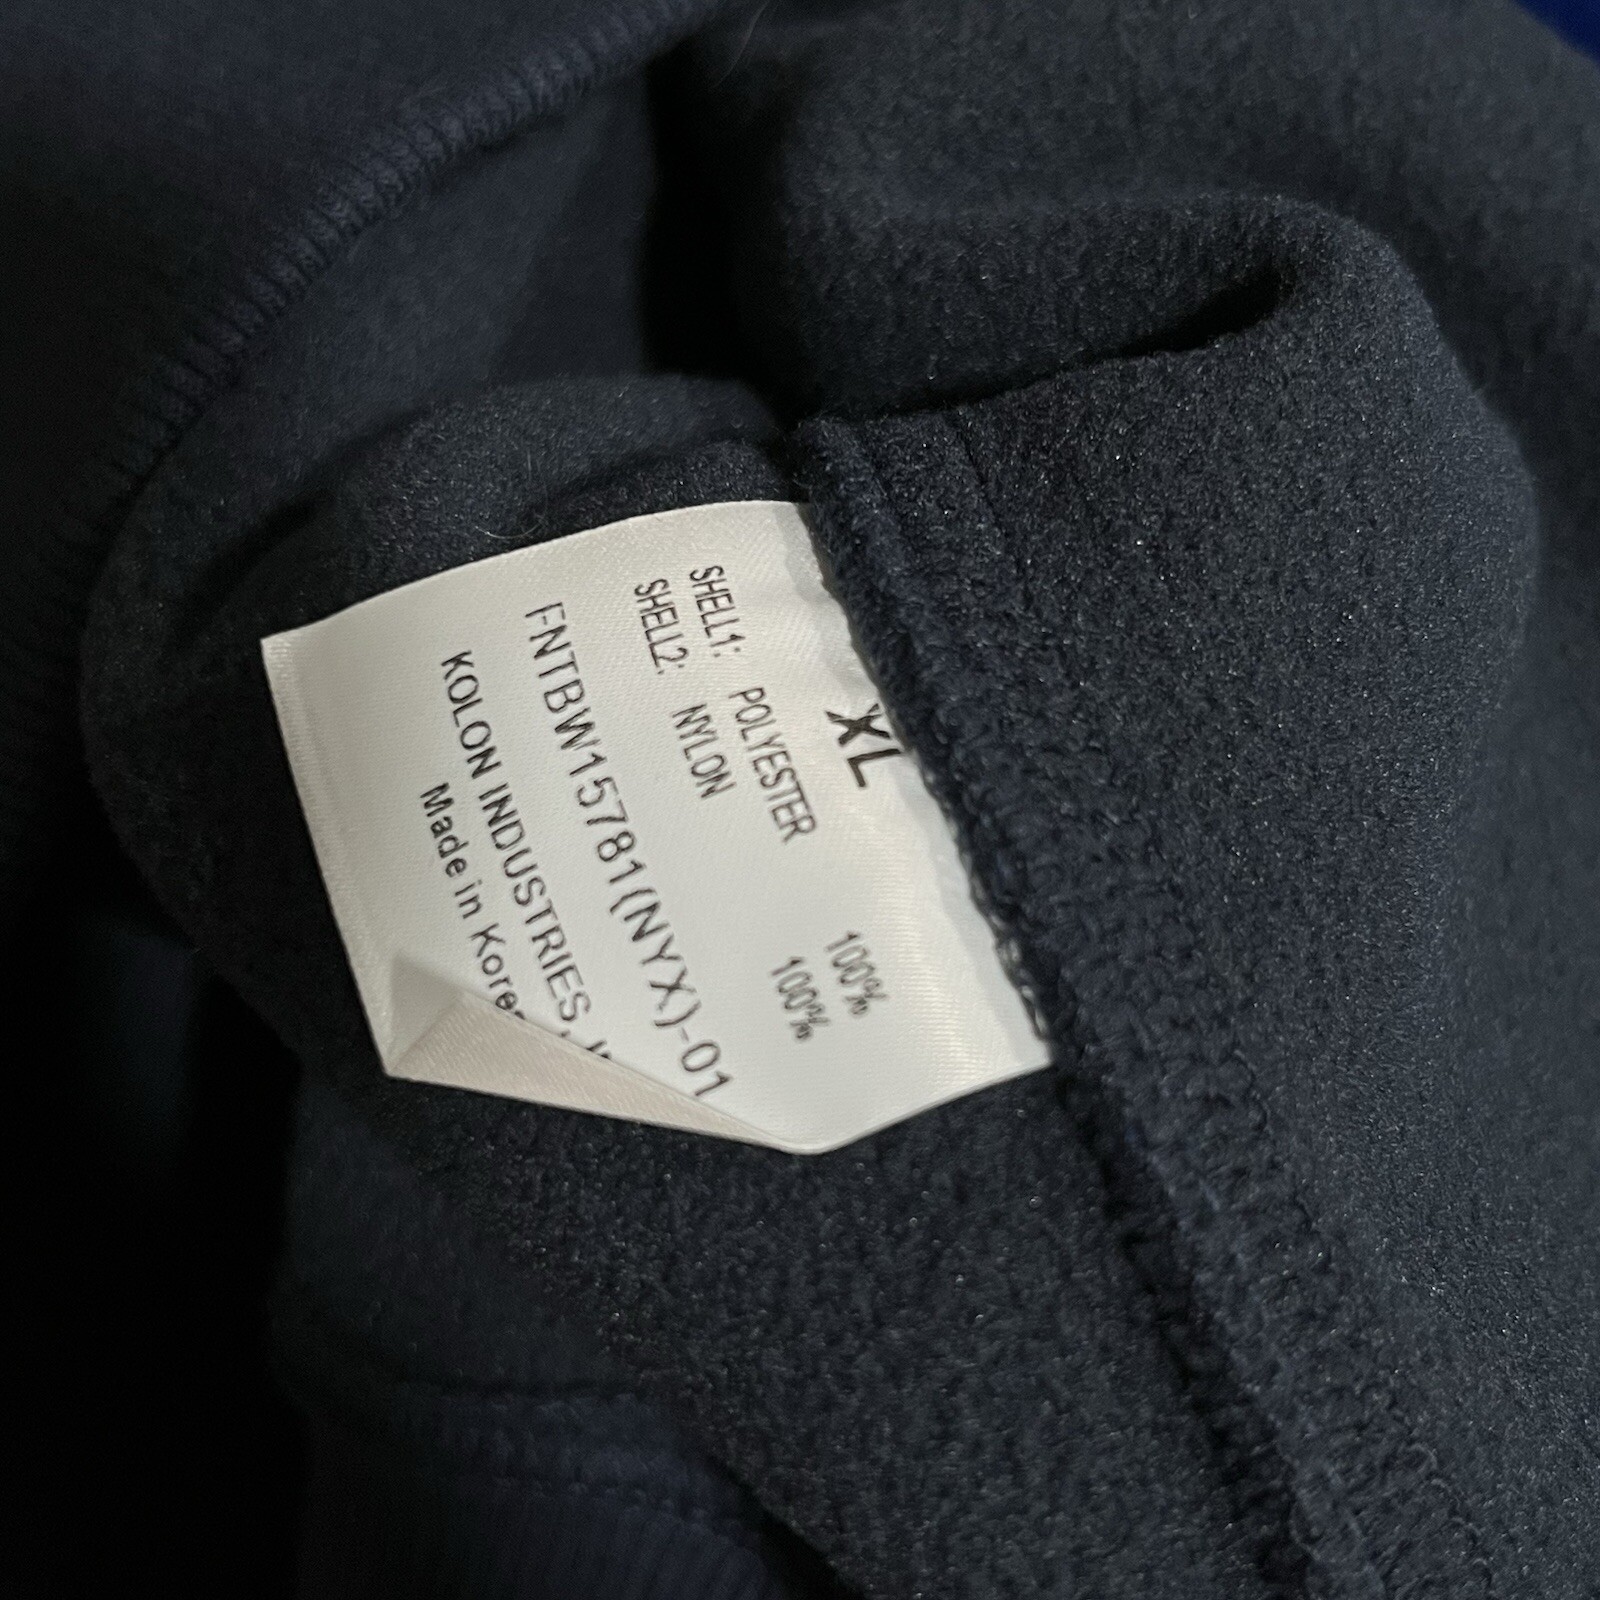 XL
SHELL1: POLYESTER 100%
SHELL2: NYLON 100%
FNTBW15781(NYX)-01
KOLON INDUSTRIES,
Made in Kore